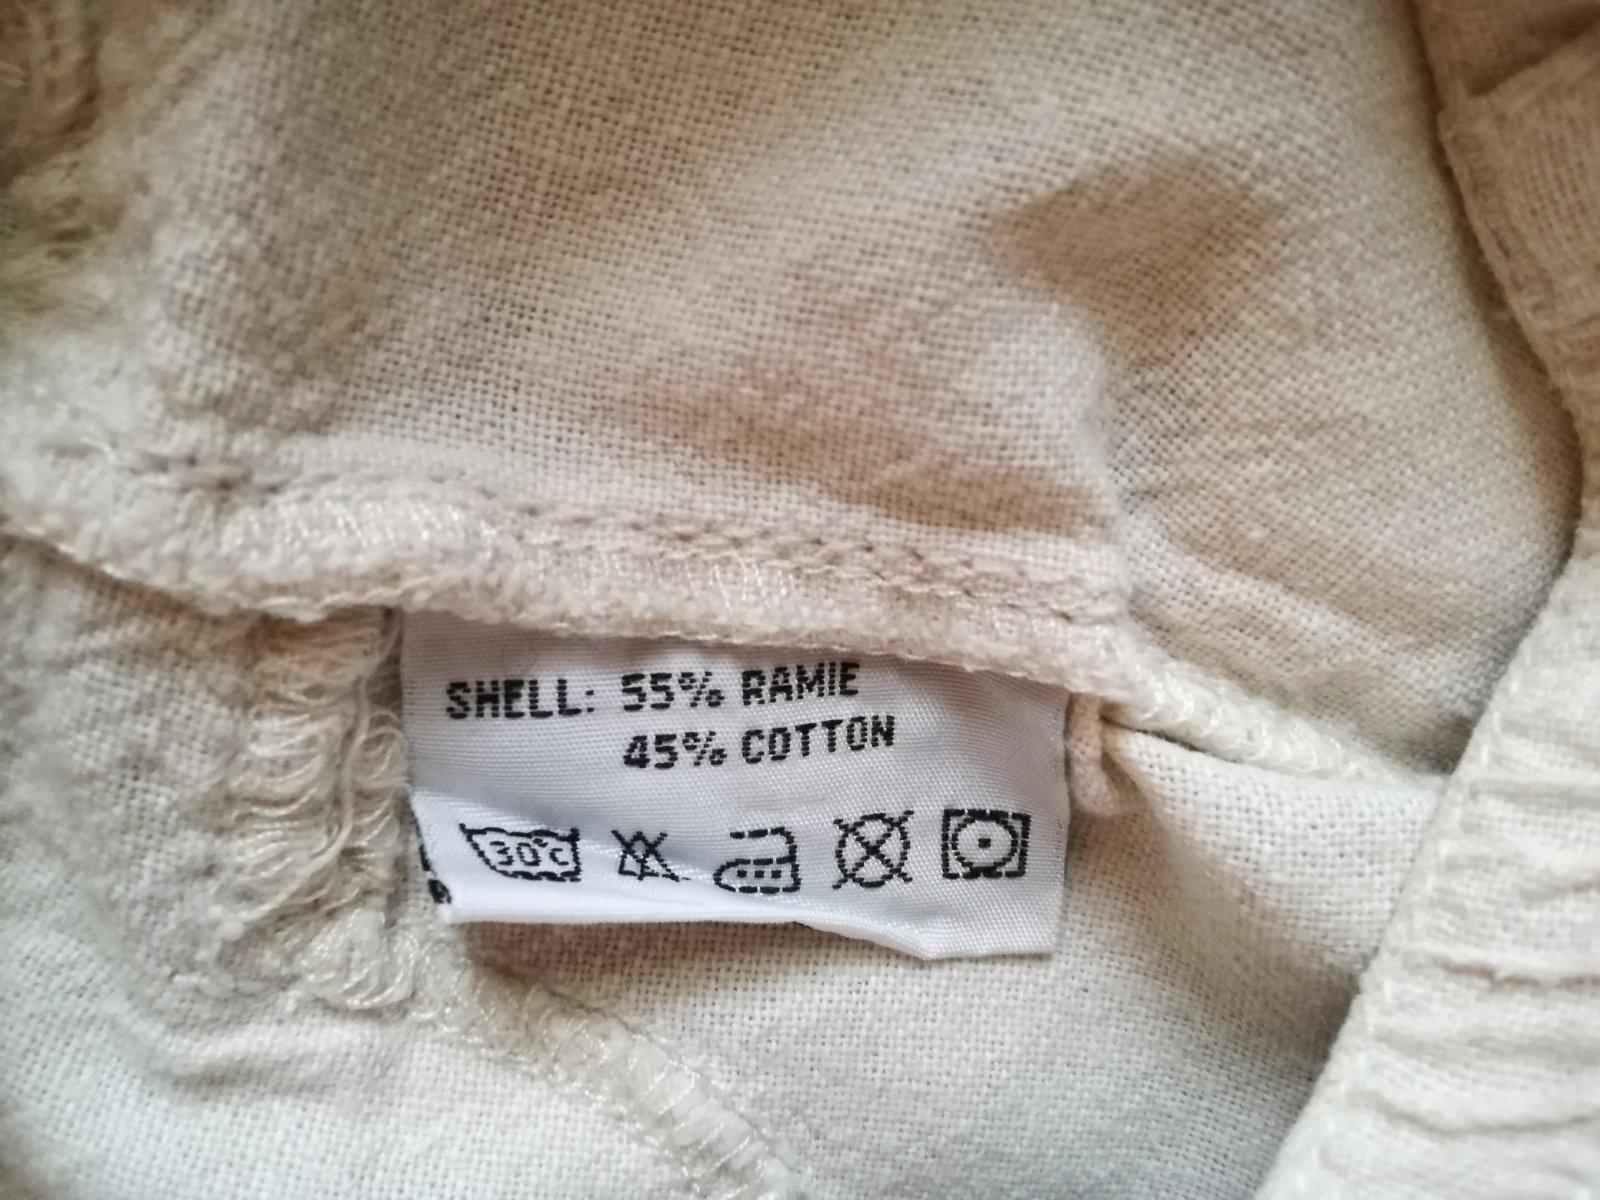 SHELL: 55% RAMIE
45% COTTON
30°C